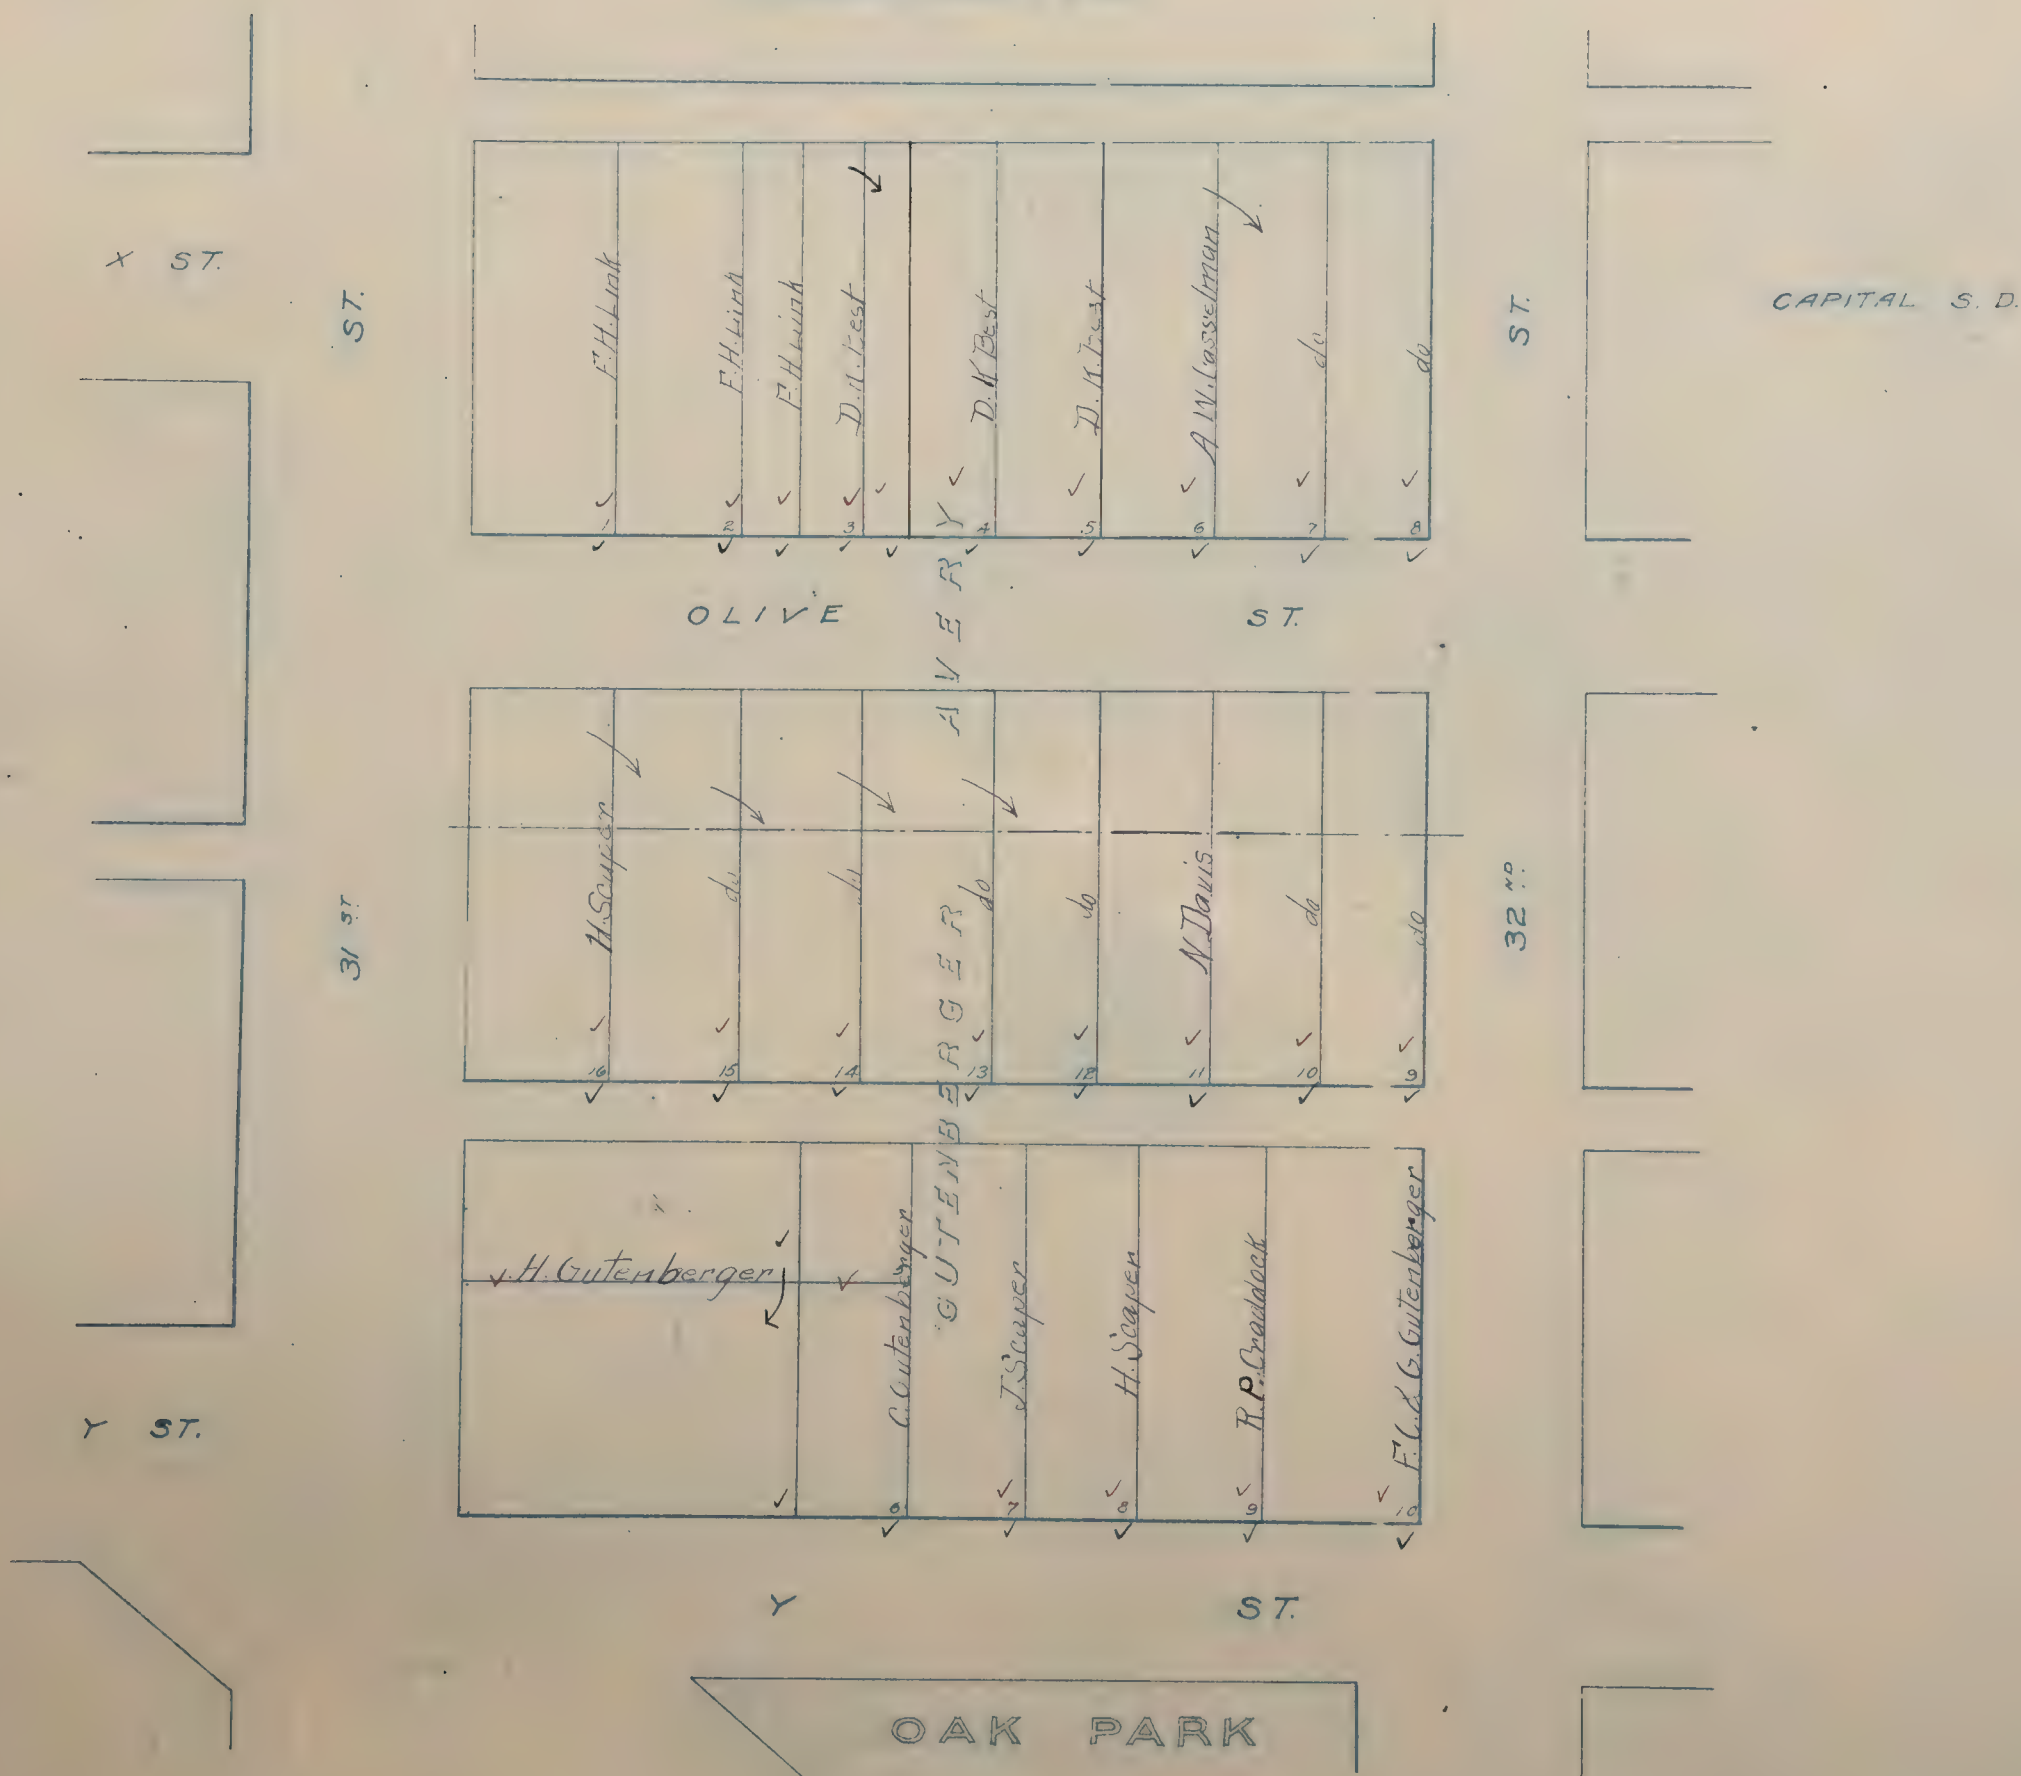 X ST.
ST.
ST.
CAPITAL S. D.
F.H.Link
F.H.Link
F.H.Link
D.K.Best
D.K Best
D.K.Best
A.W.Casselman
do
do
1
2
3
4
5
6
7
8
OLIVE ST.
GUTENBERGER AVERY
31 ST
32 ND
H.Scaper
do
do
do
do
N.Davis
do
do
16
15
14
13
12
11
10
9
H. Gutenberger
C.Gutenberger
J.Scaper
H.Scaper
R.P.Craddock
F.C.& G.Gutenberger
6
7
8
9
10
Y ST.
Y ST.
OAK PARK